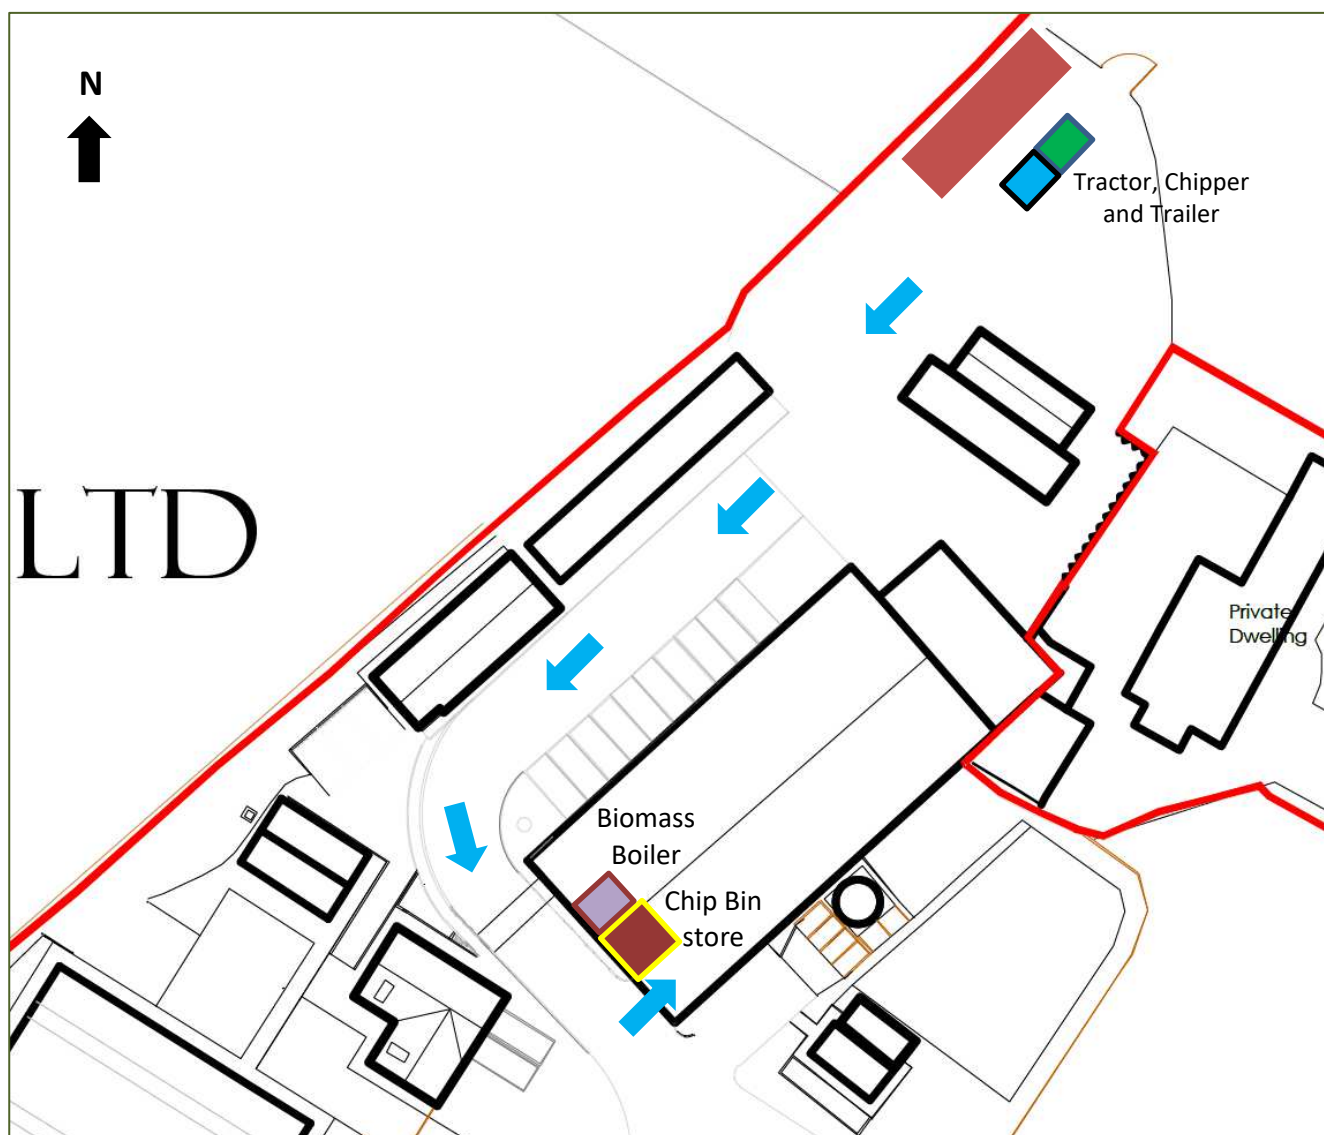 N
Tractor, Chipper
and Trailer
LTD
Private
Dwelling
Biomass
Boiler
Chip Bin
store